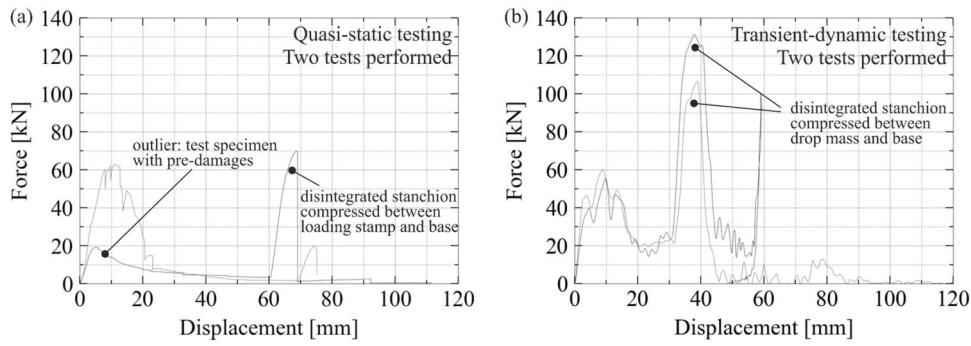 (a)
140
120
100
80
60
40
20
0
Force [kN]
Quasi-static testing
Two tests performed
outlier: test specimen
with pre-damages
disintegrated stanchion
compressed between
loading stamp and base
0 20 40 60 80 100 120
Displacement [mm]
(b)
140
120
100
80
60
40
20
0
Force [kN]
Transient-dynamic testing
Two tests performed
disintegrated stanchion
compressed between
drop mass and base
0 20 40 60 80 100 120
Displacement [mm]